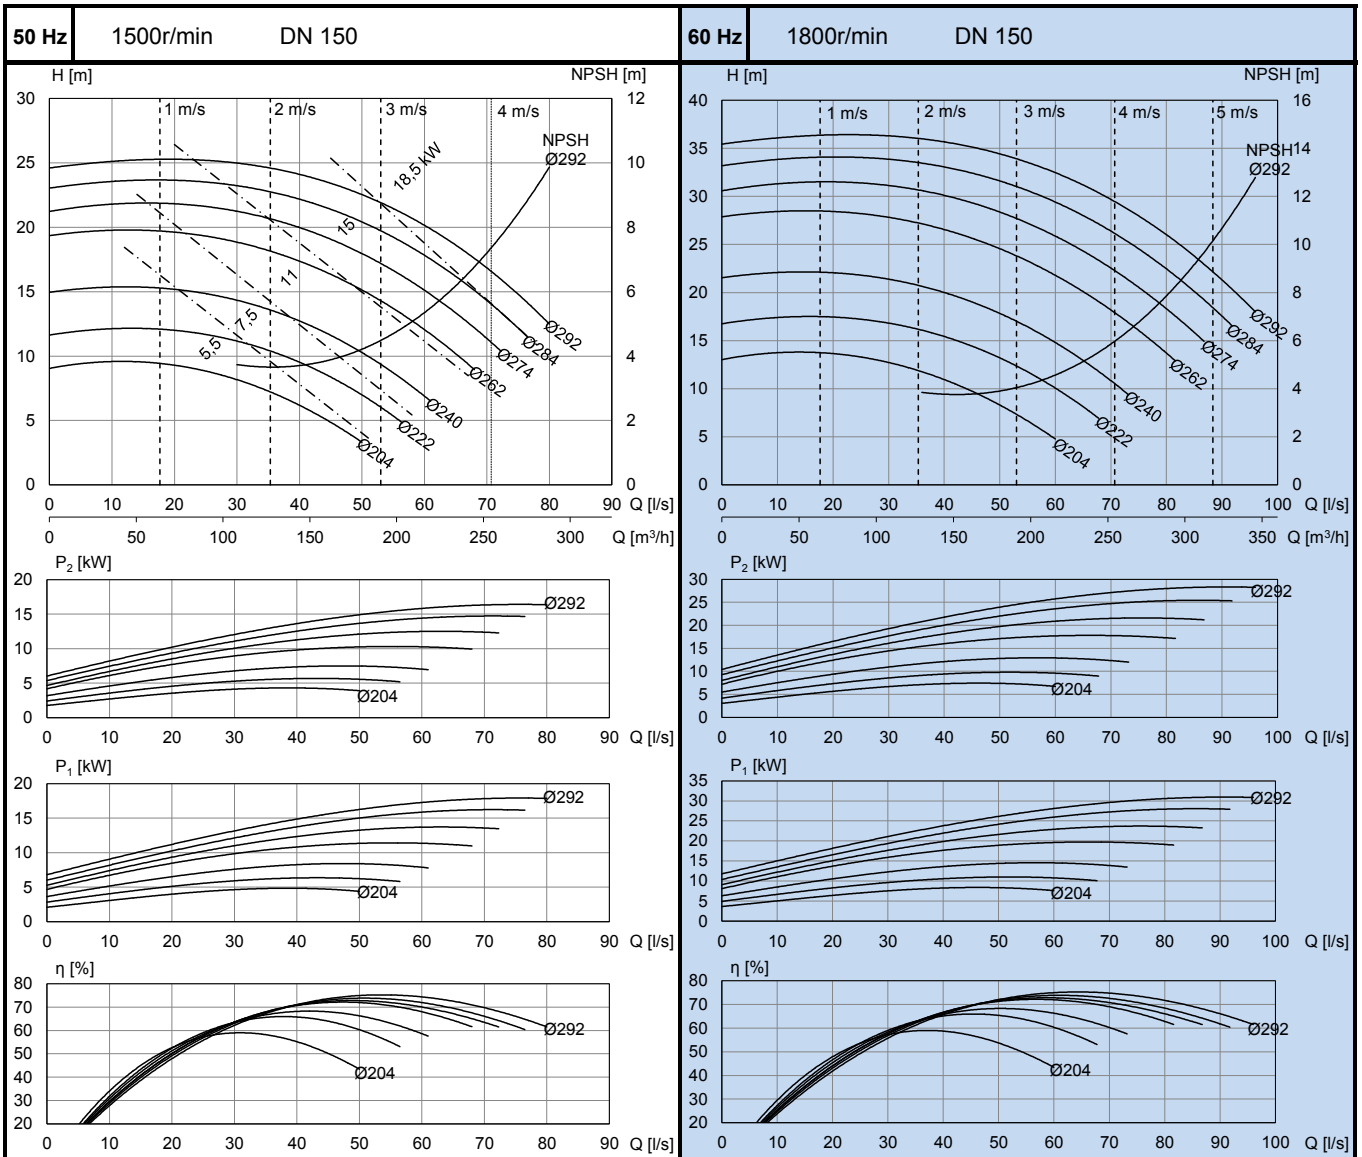 50 Hz 1500r/min DN 150
H [m] NPSH [m]
30 1 m/s 2 m/s 3 m/s 4 m/s 12
NPSH
Ø292
18,5 kW
25 10
20 15 8
15 11 6
7,5
5,5
10 4
Ø292
Ø284
Ø274
Ø262
Ø240
Ø222
Ø204
5 2
0 0
0 10 20 30 40 50 60 70 80 90 Q [l/s]
0 50 100 150 200 250 300 Q [m³/h]
P₂ [kW]
20
15 Ø292
10
5 Ø204
0
0 10 20 30 40 50 60 70 80 90 Q [l/s]
P₁ [kW]
20
15 Ø292
10
5 Ø204
0
0 10 20 30 40 50 60 70 80 90 Q [l/s]
η [%]
80
70
60 Ø292
50
40 Ø204
30
20
0 10 20 30 40 50 60 70 80 90 Q [l/s]
60 Hz 1800r/min DN 150
H [m] NPSH [m]
40 1 m/s 2 m/s 3 m/s 4 m/s 5 m/s 16
35 NPSH 14
Ø292
30 12
25 10
20 8
Ø292
Ø284
Ø274
Ø262
Ø240
Ø222
Ø204
15 6
10 4
5 2
0 0
0 10 20 30 40 50 60 70 80 90 100 Q [l/s]
0 50 100 150 200 250 300 350 Q [m³/h]
P₂ [kW]
30
25 Ø292
20
15
10
5 Ø204
0
0 10 20 30 40 50 60 70 80 90 100 Q [l/s]
P₁ [kW]
35
30 Ø292
25
20
15
10
5 Ø204
0
0 10 20 30 40 50 60 70 80 90 100 Q [l/s]
η [%]
80
70
60 Ø292
50
40 Ø204
30
20
0 10 20 30 40 50 60 70 80 90 100 Q [l/s]